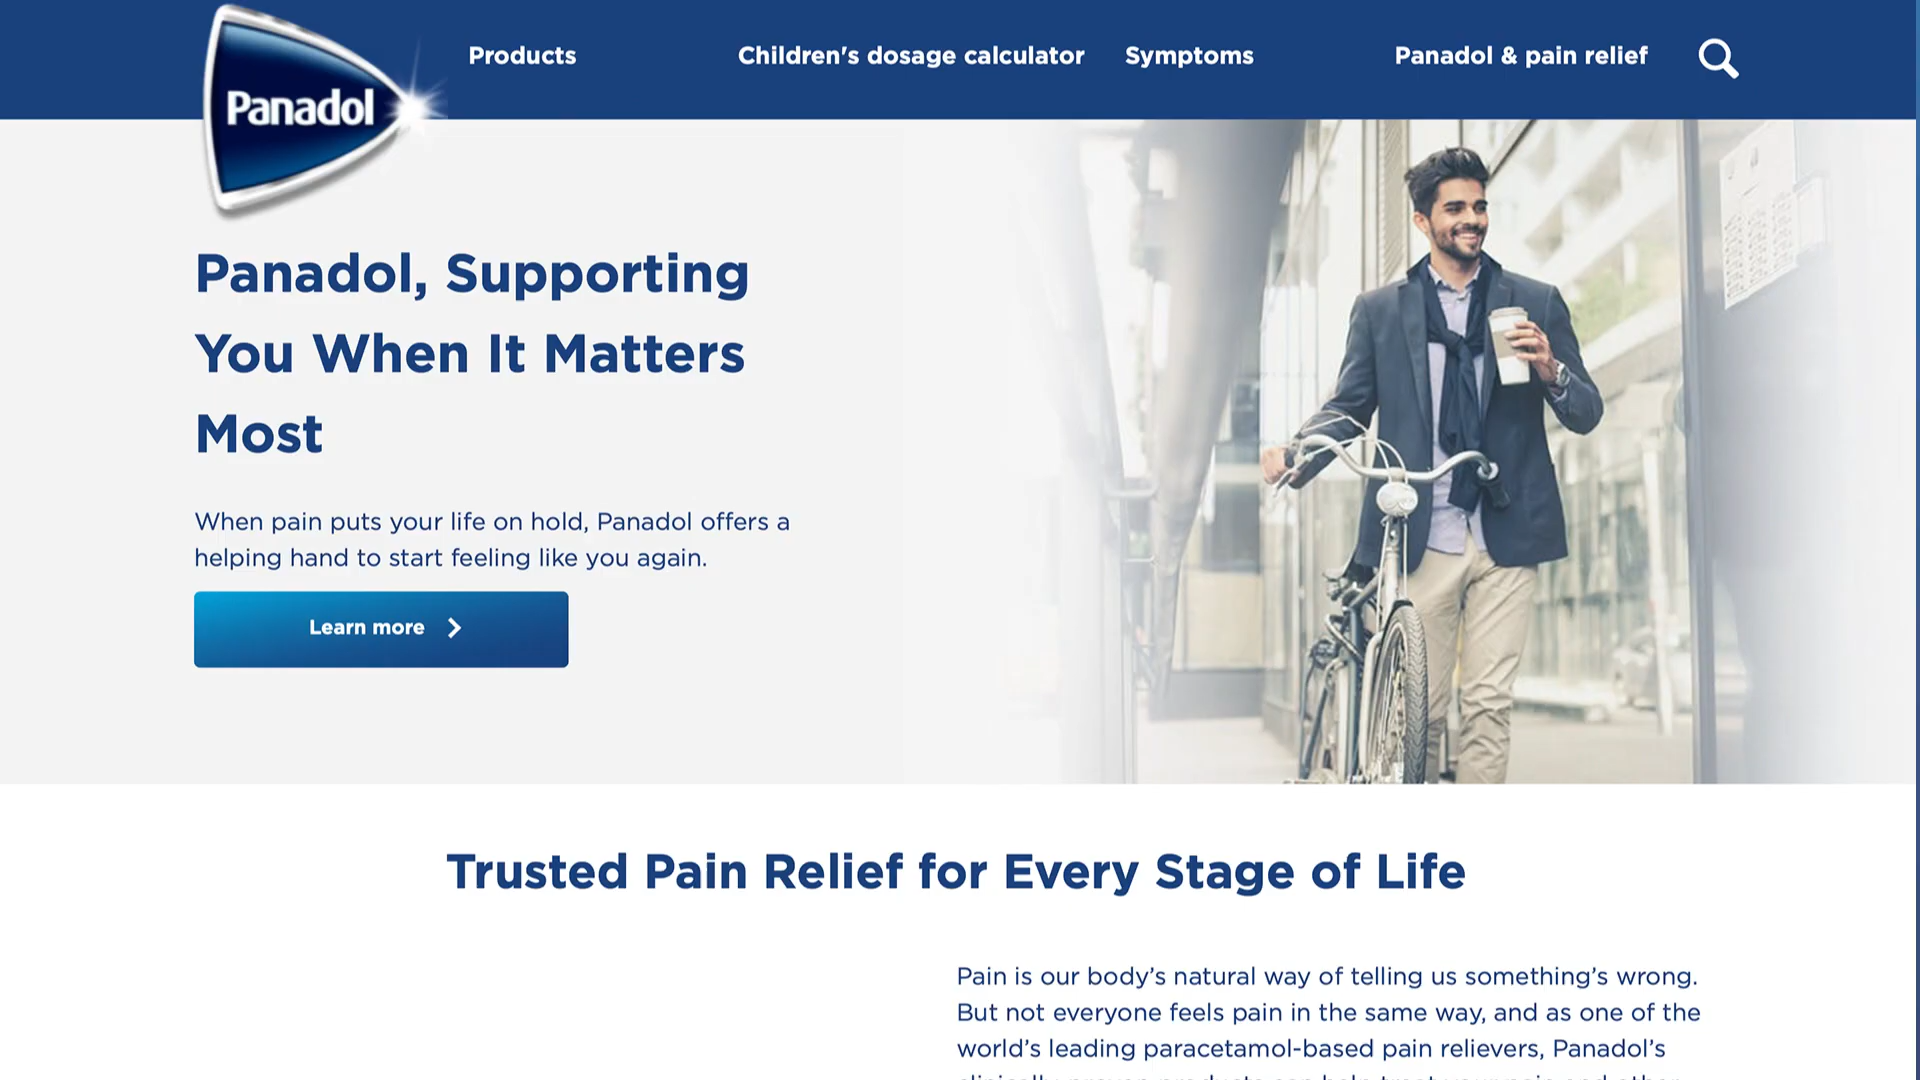 Panadol
Products
Children's dosage calculator
Symptoms
Panadol & pain relief
Panadol, Supporting
You When It Matters
Most
When pain puts your life on hold, Panadol offers a
helping hand to start feeling like you again.
Learn more
Trusted Pain Relief for Every Stage of Life
Pain is our body’s natural way of telling us something’s wrong.
But not everyone feels pain in the same way, and as one of the
world’s leading paracetamol-based pain relievers, Panadol’s